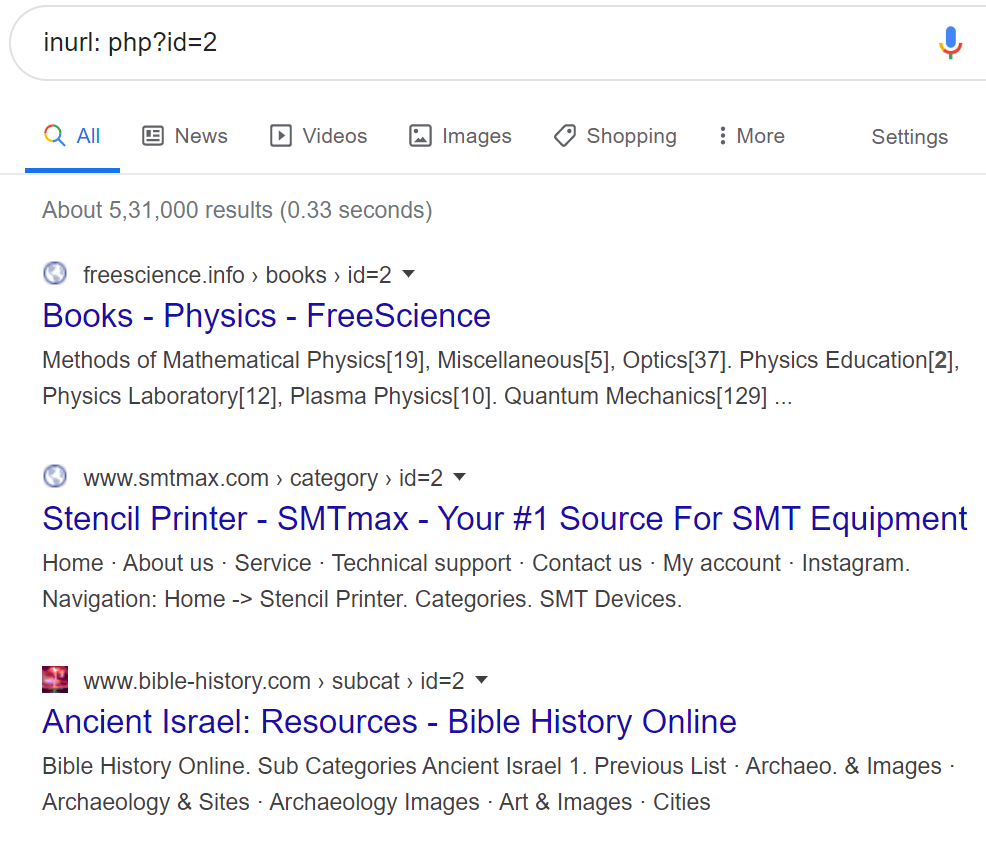 inurl: php?id=2
All News Videos Images Shopping More Settings
About 5,31,000 results (0.33 seconds)
freescience.info › books › id=2
Books - Physics - FreeScience
Methods of Mathematical Physics[19], Miscellaneous[5], Optics[37]. Physics Education[2],
Physics Laboratory[12], Plasma Physics[10]. Quantum Mechanics[129] ...
www.smtmax.com › category › id=2
Stencil Printer - SMTmax - Your #1 Source For SMT Equipment
Home · About us · Service · Technical support · Contact us · My account · Instagram.
Navigation: Home -> Stencil Printer. Categories. SMT Devices.
www.bible-history.com › subcat › id=2
Ancient Israel: Resources - Bible History Online
Bible History Online. Sub Categories Ancient Israel 1. Previous List · Archaeo. & Images ·
Archaeology & Sites · Archaeology Images · Art & Images · Cities